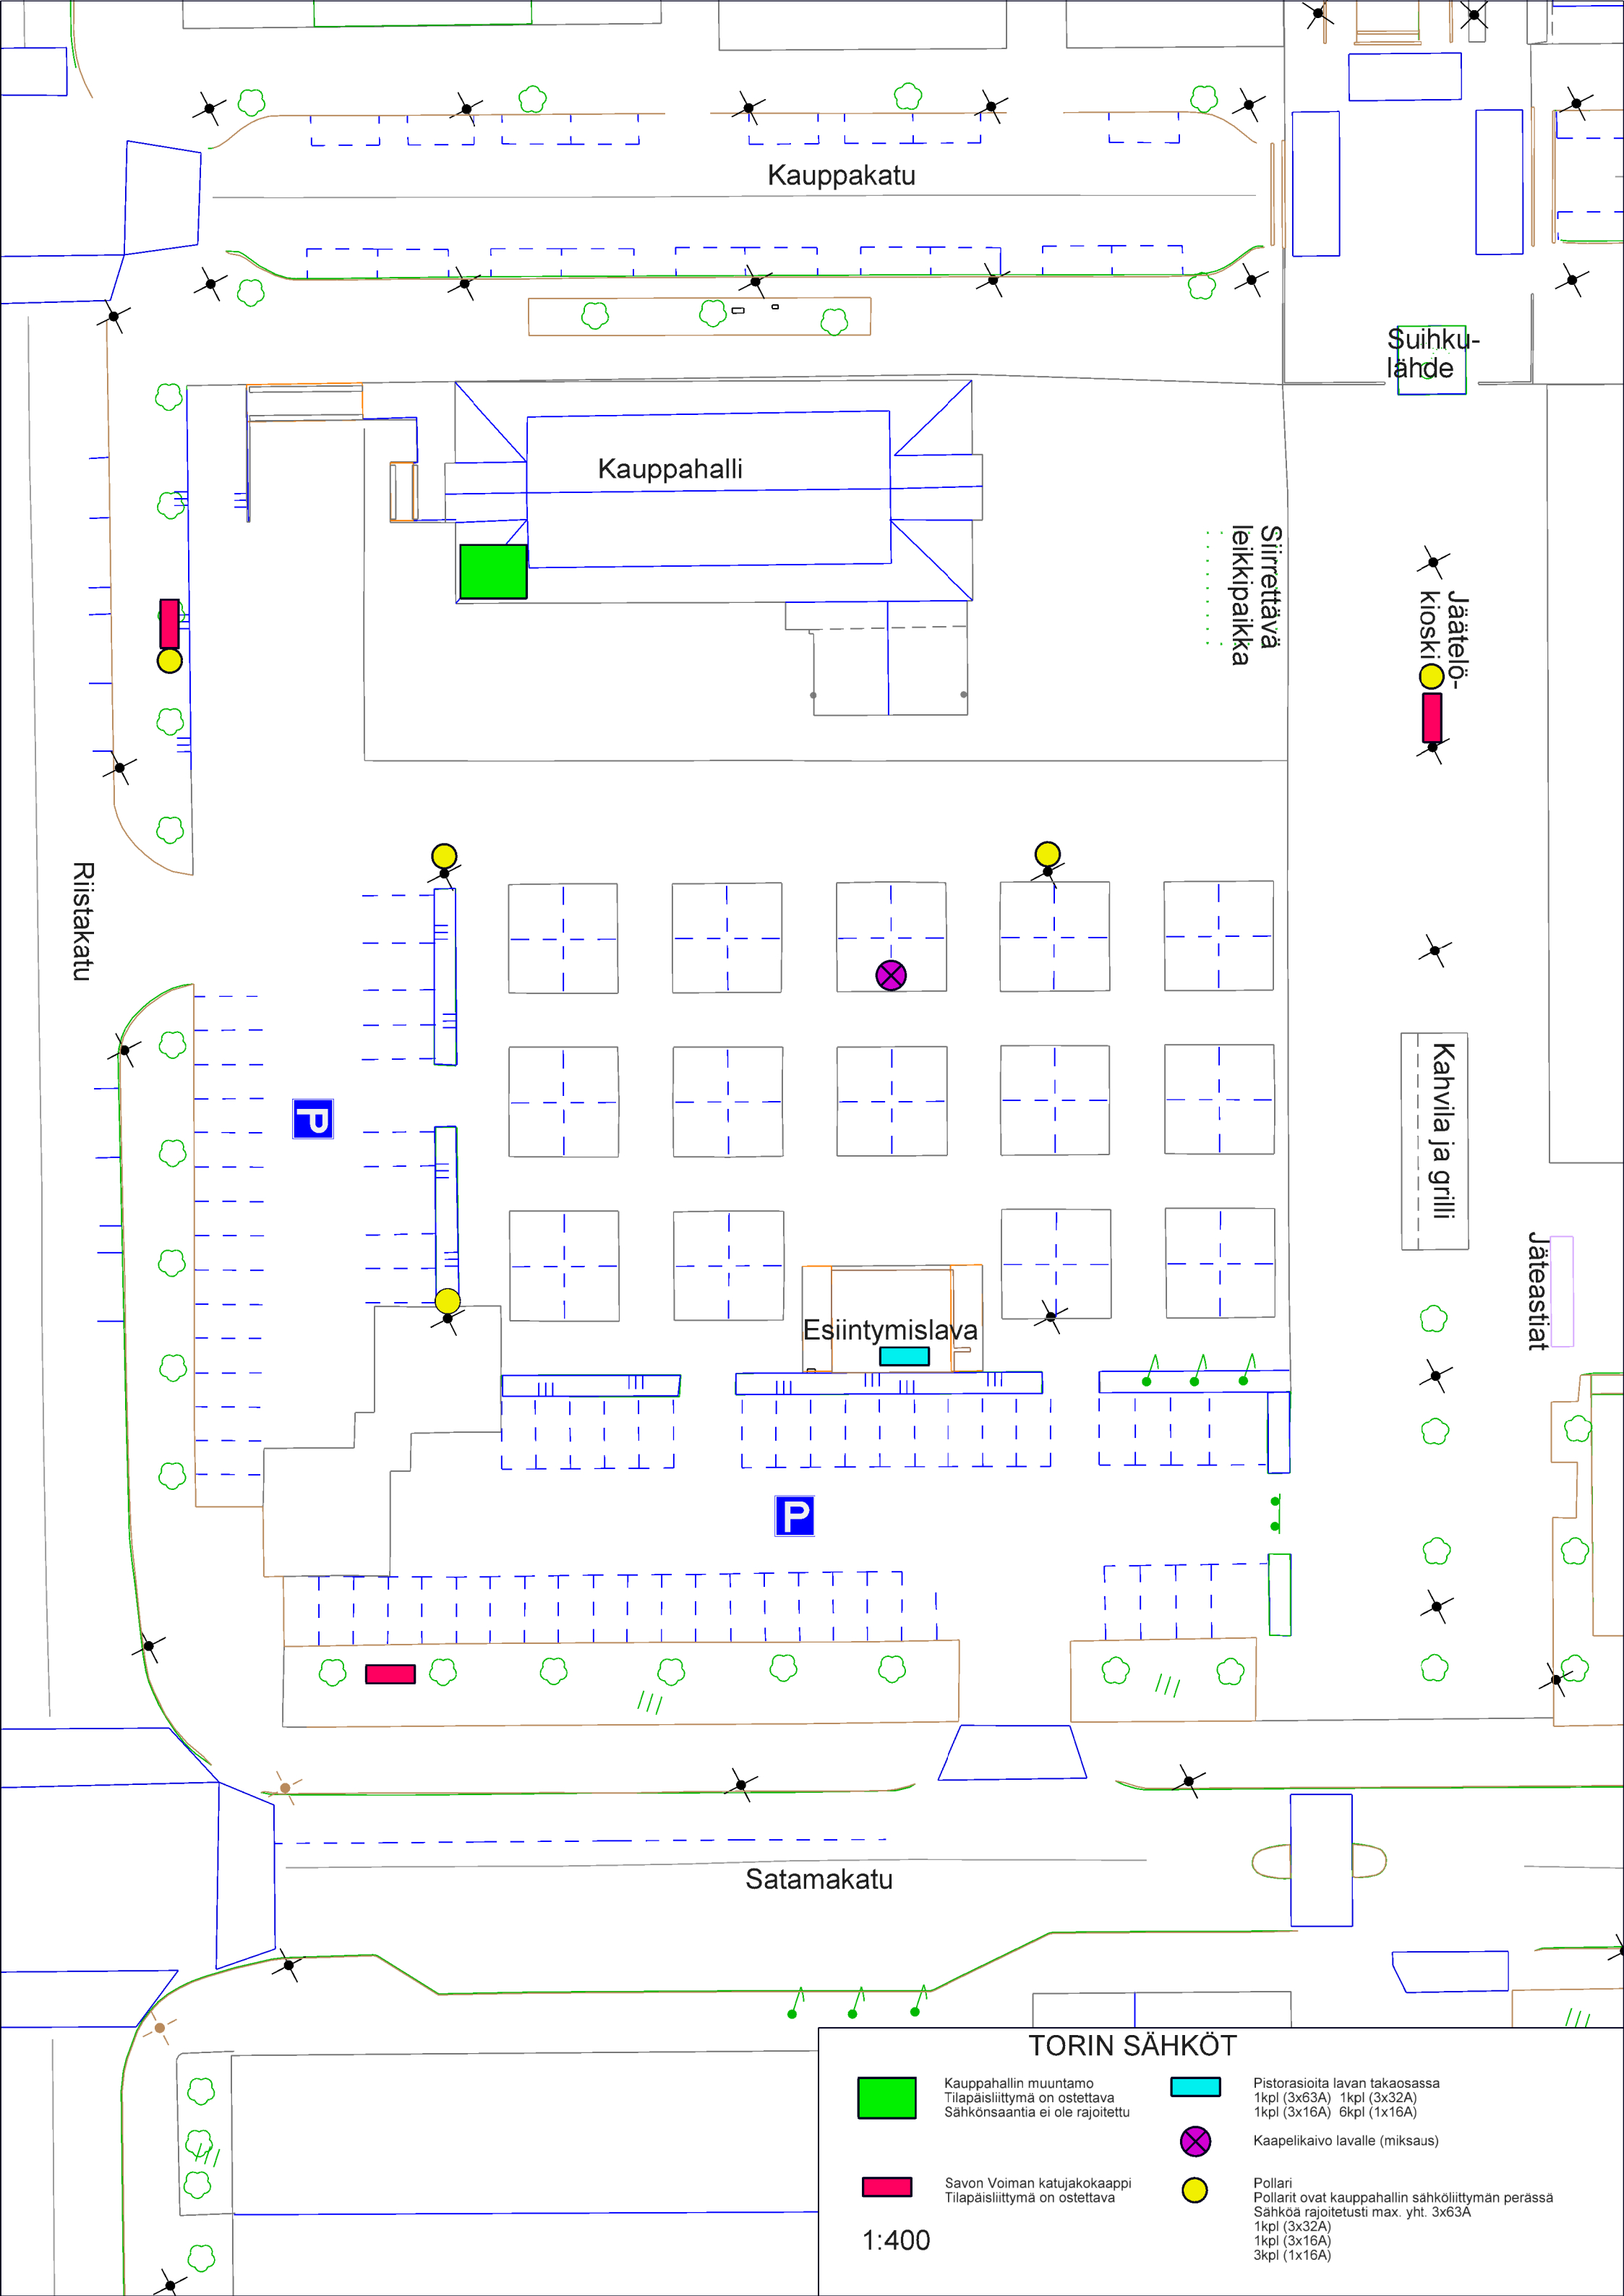 Kauppakatu
Suihku-
lähde
Kauppahalli
Siirrettävä
leikkipaikka
Jäätelö-
kioski
Riistakatu
P
Kahvila ja grilli
Jäteastiat
Esiintymislava
P
Satamakatu
TORIN SÄHKÖT
Kauppahallin muuntamo
Tilapäisliittymä on ostettava
Sähkönsaantia ei ole rajoitettu
Savon Voiman katujakokaappi
Tilapäisliittymä on ostettava
1:400
Pistorasioita lavan takaosassa
1kpl (3x63A) 1kpl (3x32A)
1kpl (3x16A) 6kpl (1x16A)
Kaapelikaivo lavalle (miksaus)
Pollari
Pollarit ovat kauppahallin sähköliittymän perässä
Sähköä rajoitetusti max. yht. 3x63A
1kpl (3x32A)
1kpl (3x16A)
3kpl (1x16A)